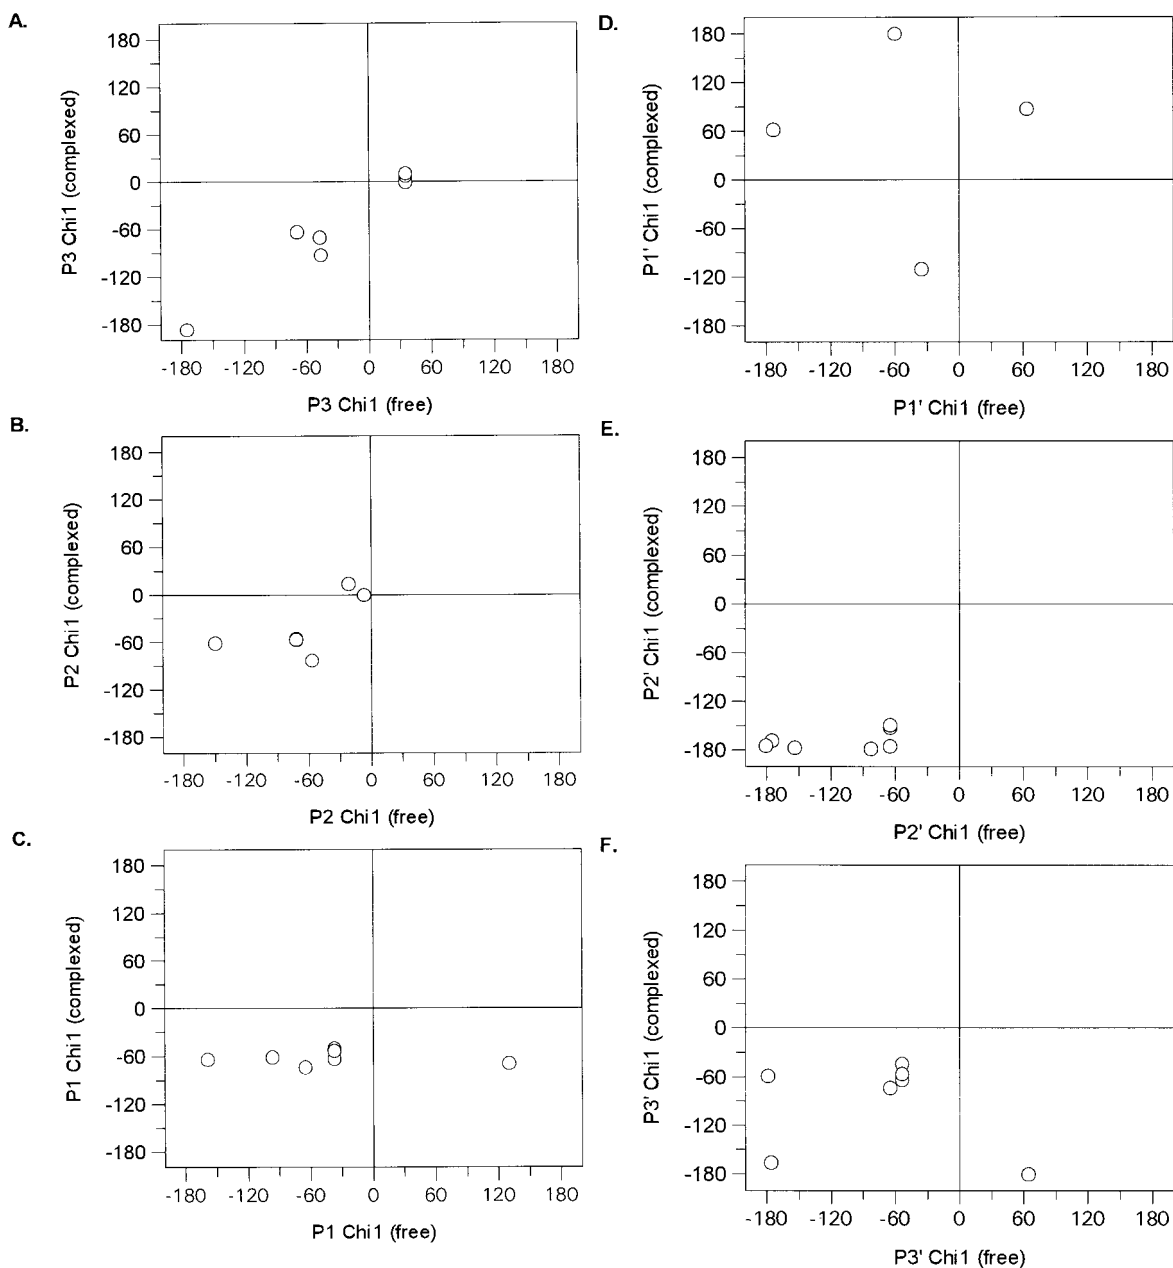 A.
180
120
60
0
-60
-120
-180
P3 Chi1 (complexed)
-180 -120 -60 0 60 120 180
P3 Chi1 (free)
B.
180
120
60
0
-60
-120
-180
P2 Chi1 (complexed)
-180 -120 -60 0 60 120 180
P2 Chi1 (free)
C.
180
120
60
0
-60
-120
-180
P1 Chi1 (complexed)
-180 -120 -60 0 60 120 180
P1 Chi1 (free)
D.
180
120
60
0
-60
-120
-180
P1' Chi1 (complexed)
-180 -120 -60 0 60 120 180
P1' Chi1 (free)
E.
180
120
60
0
-60
-120
-180
P2' Chi1 (complexed)
-180 -120 -60 0 60 120 180
P2' Chi1 (free)
F.
180
120
60
0
-60
-120
-180
P3' Chi1 (complexed)
-180 -120 -60 0 60 120 180
P3' Chi1 (free)